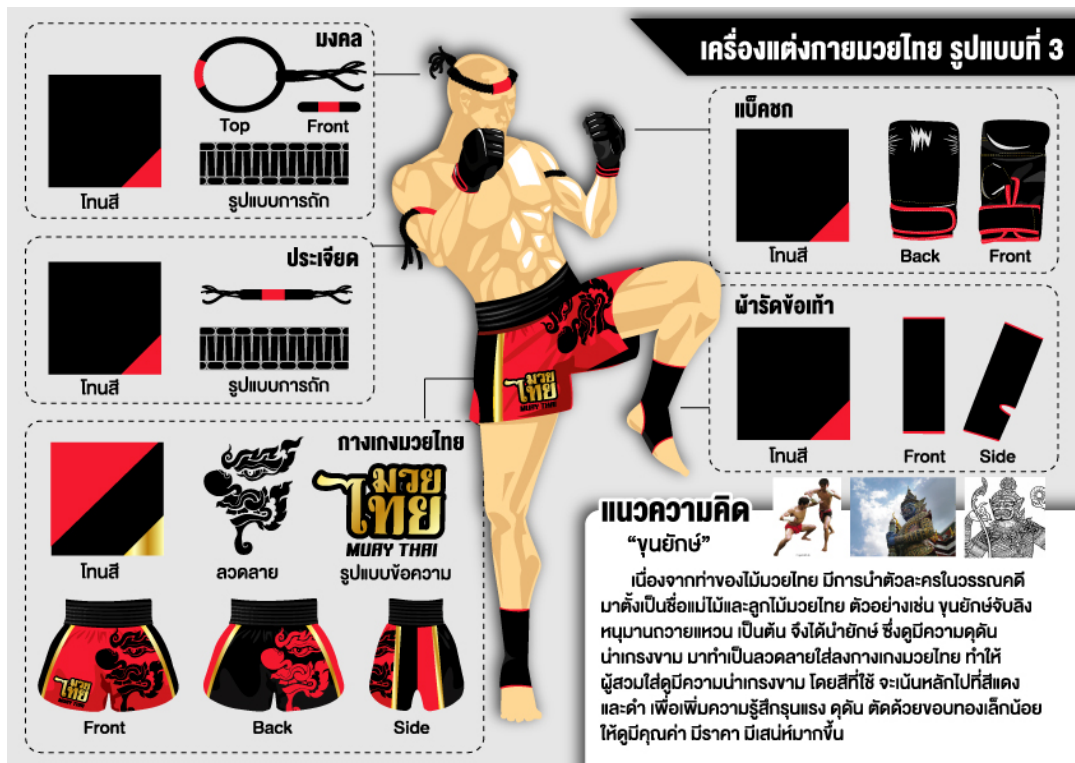 เครื่องแต่งกายมวยไทย รูปแบบที่ 3
มงคล
Top
Front
โทนสี
รูปแบบการถัก
ประเจียด
โทนสี
รูปแบบการถัก
กางเกงมวยไทย
มวย
ไทย
MUAY THAI
โทนสี
ลวดลาย
รูปแบบข้อความ
มวย
ไทย
Front
Back
Side
มวย
ไทย
MUAY THAI
แบ็คชก
โทนสี
Back
Front
ผ้ารัดข้อเท้า
โทนสี
Front
Side
แนวความคิด
“ขุนยักษ์”
เนื่องจากท่าของไม้มวยไทย มีการนำตัวละครในวรรณคดี
มาตั้งเป็นชื่อแม่ไม้และลูกไม้มวยไทย ตัวอย่างเช่น ขุนยักษ์จับลิง
หนุมานถวายแหวน เป็นต้น จึงได้นำยักษ์ ซึ่งดูมีความดุดัน
น่าเกรงขาม มาทำเป็นลวดลายใส่ลงกางเกงมวยไทย ทำให้
ผู้สวมใส่ดูมีความน่าเกรงขาม โดยสีที่ใช้ จะเน้นหลักไปที่สีแดง
และดำ เพื่อเพิ่มความรู้สึกรุนแรง ดุดัน ตัดด้วยขอบทองเล็กน้อย
ให้ดูมีคุณค่า มีราคา มีเสน่ห์มากขึ้น